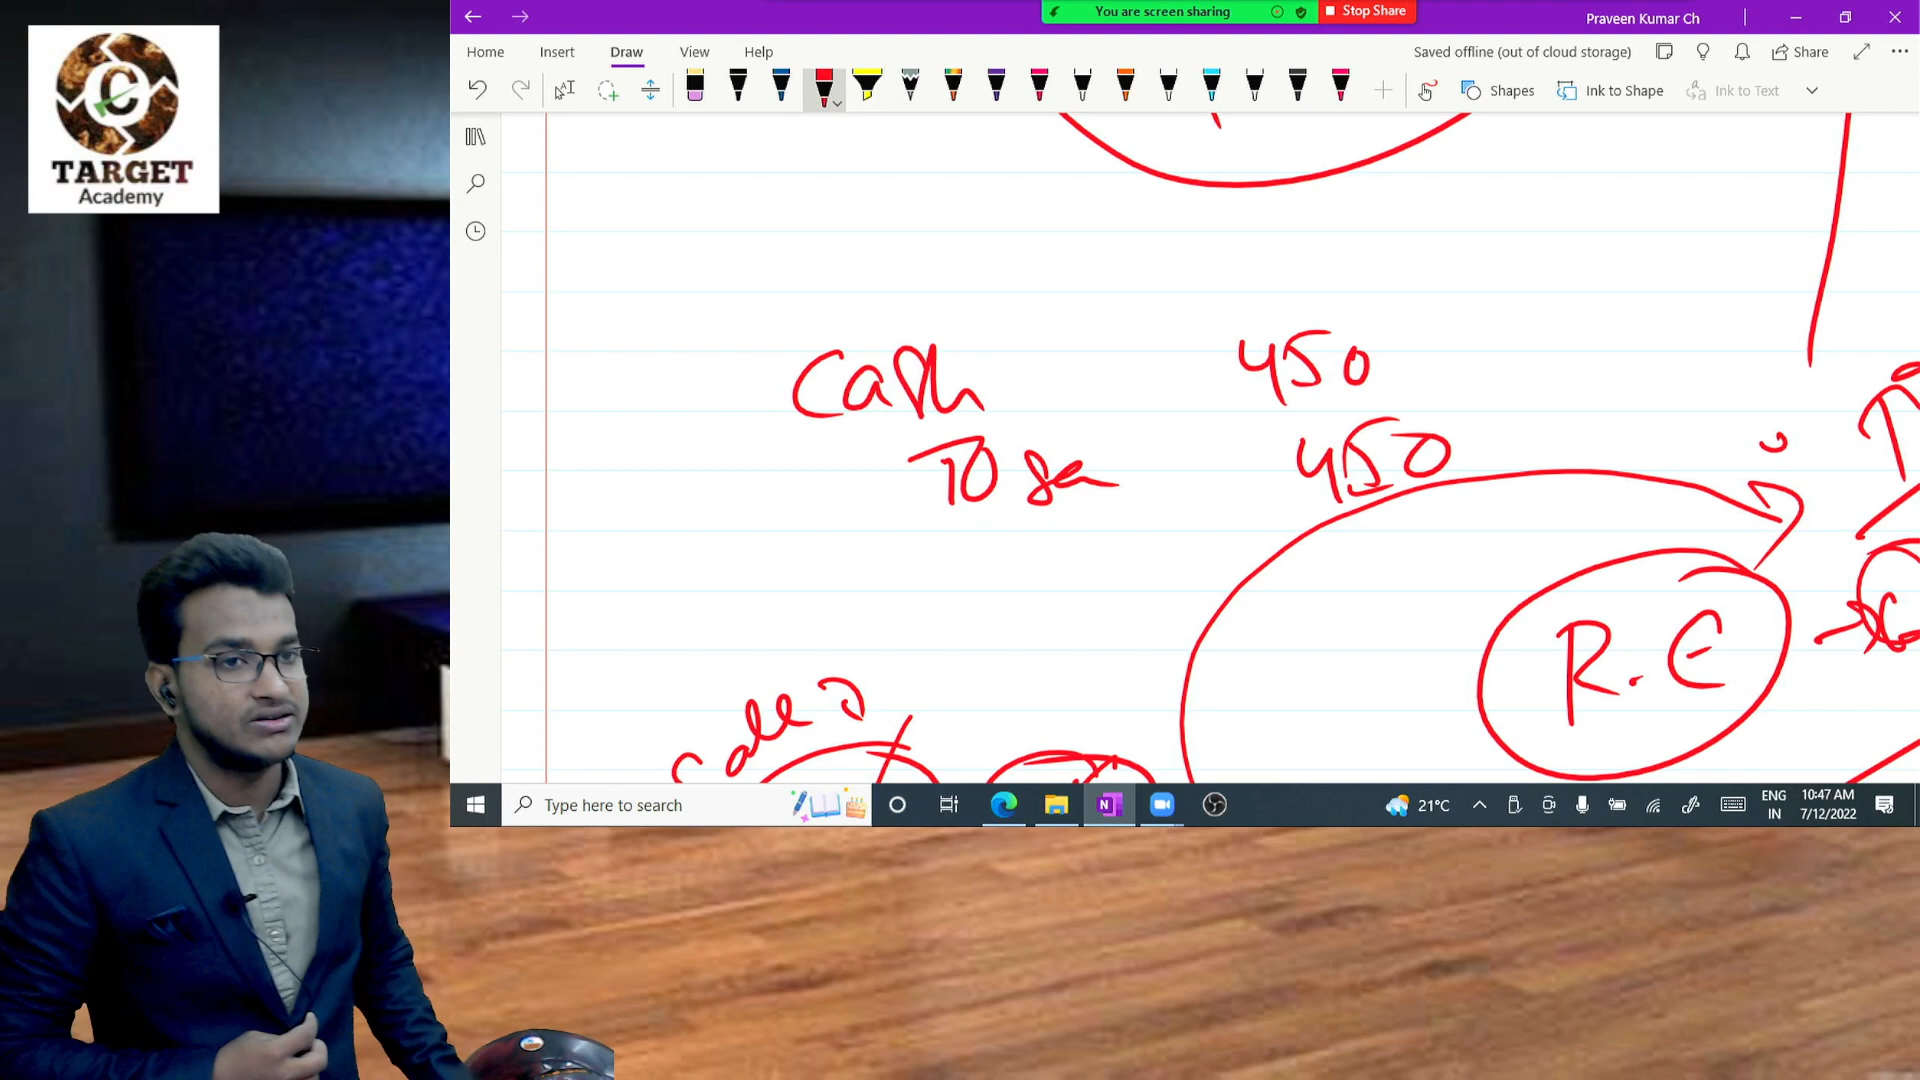 C
TARGET
Academy
You are screen sharing
Stop Share
Praveen Kumar Ch
Home Insert Draw View Help
Saved offline (out of cloud storage)
Share
Shapes
Ink to Shape
Ink to Text
Cash 450
To 450
R.E
Type here to search
N
21°C
ENG
IN
10:47 AM
7/12/2022